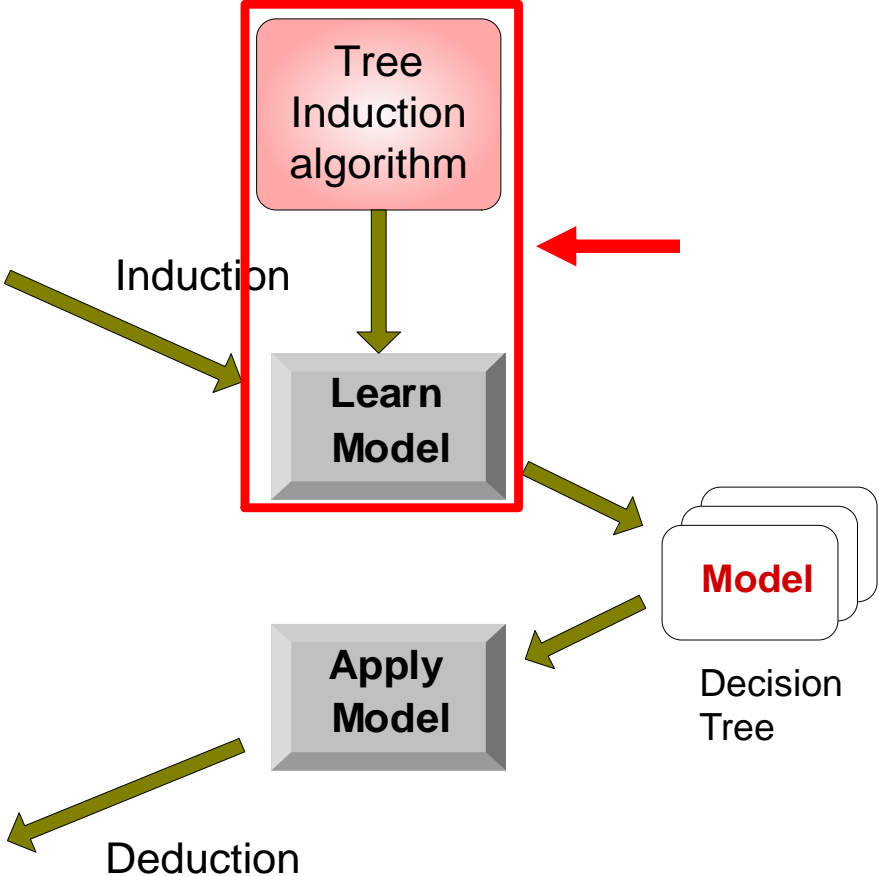 Tree
Induction
algorithm
Induction
Learn
Model
Model
Apply
Model
Decision
Tree
Deduction